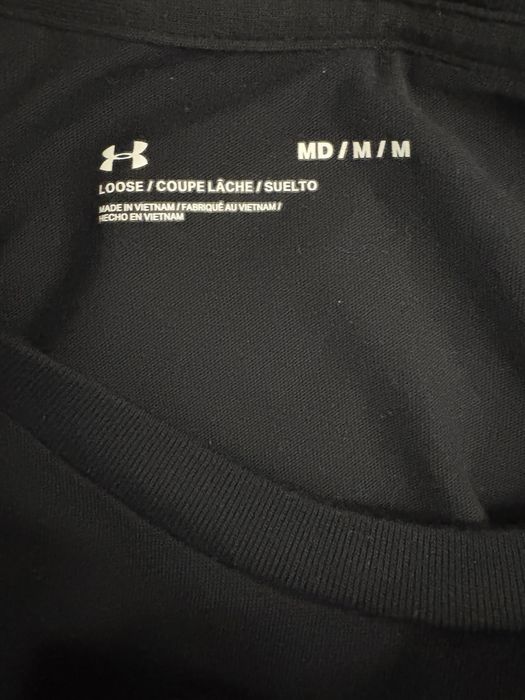 MD / M / M
LOOSE / COUPE LÂCHE / SUELTO
MADE IN VIETNAM / FABRIQUÉ AU VIETNAM /
HECHO EN VIETNAM